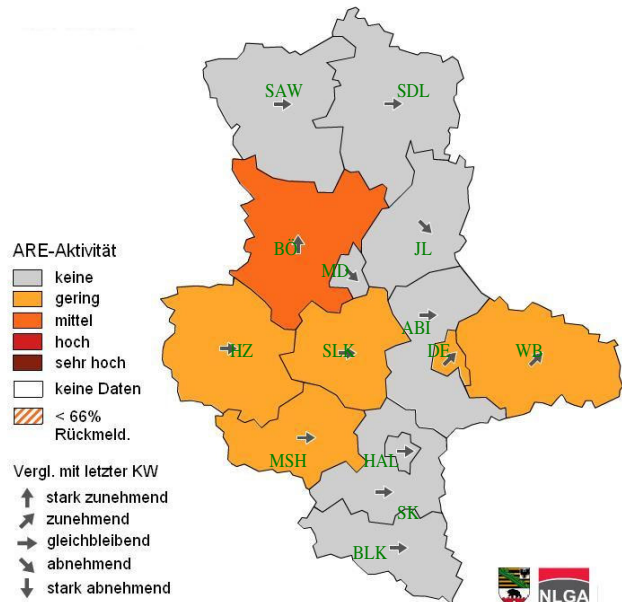 SAW
SDL
BÖ
MD
JL
HZ
SLK
ABI
DE
WB
MSH
HAL
SK
BLK
ARE-Aktivität
keine
gering
mittel
hoch
sehr hoch
keine Daten
< 66%
Rückmeld.
Vergl. mit letzter KW
stark zunehmend
zunehmend
gleichbleibend
abnehmend
stark abnehmend
NLGA